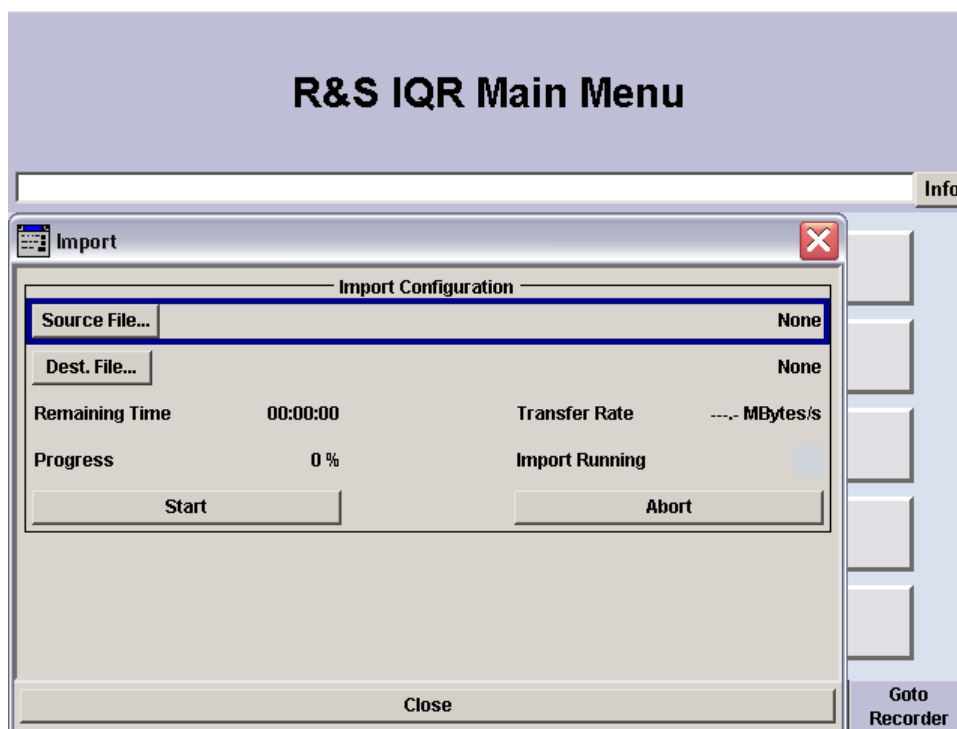 R&S IQR Main Menu
Info
Import
Import Configuration
Source File... None
Dest. File... None
Remaining Time 00:00:00 Transfer Rate ---.- MBytes/s
Progress 0 % Import Running
Start Abort
Close
Goto
Recorder